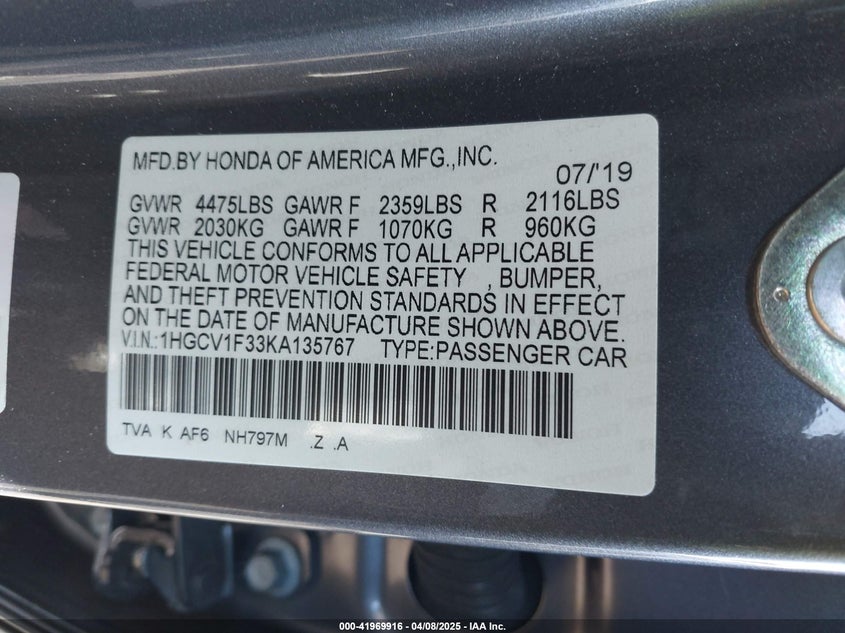 MFD.BY HONDA OF AMERICA MFG.,INC.
07/'19
GVWR 4475LBS GAWR F 2359LBS R 2116LBS
GVWR 2030KG GAWR F 1070KG R 960KG
THIS VEHICLE CONFORMS TO ALL APPLICABLE
FEDERAL MOTOR VEHICLE SAFETY , BUMPER,
AND THEFT PREVENTION STANDARDS IN EFFECT
ON THE DATE OF MANUFACTURE SHOWN ABOVE.
V.I.N.:1HGCV1F33KA135767 TYPE:PASSENGER CAR
TVA K AF6 NH797M .Z .A
000-41969916 - 04/08/2025 - IAA Inc.